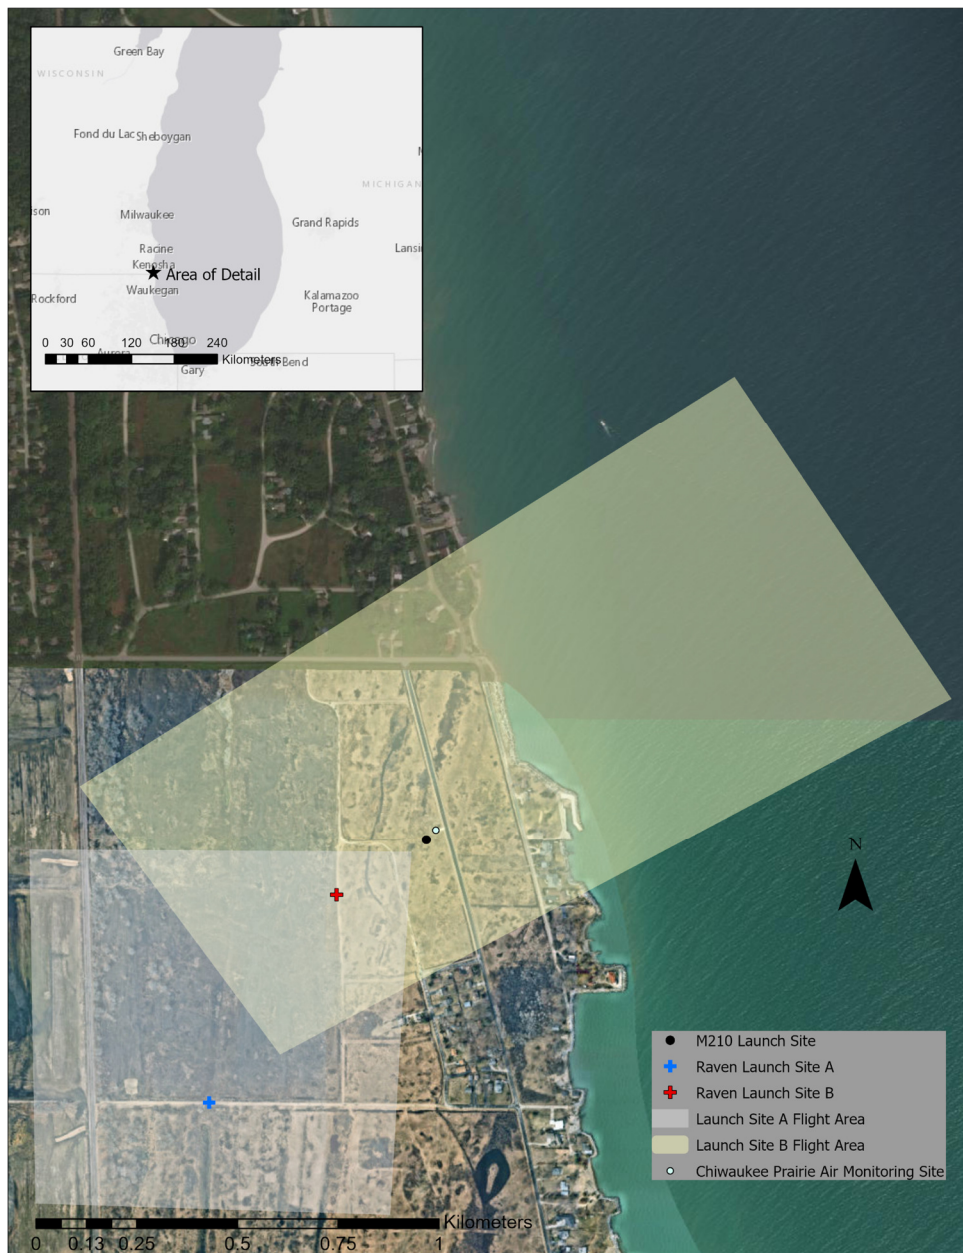 Green Bay
WISCONSIN
Fond du Lac Sheboygan
MICHIGAN
Milwaukee
Grand Rapids
Racine
Kenosha
Area of Detail
Waukegan
Rockford
Kalamazoo
Portage
Chicago
0 30 60 120 180 240
Kilometers
Aurora
South Bend
Gary
N
M210 Launch Site
Raven Launch Site A
Raven Launch Site B
Launch Site A Flight Area
Launch Site B Flight Area
Chiwaukee Prairie Air Monitoring Site
Kilometers
0 0.13 0.25 0.5 0.75 1